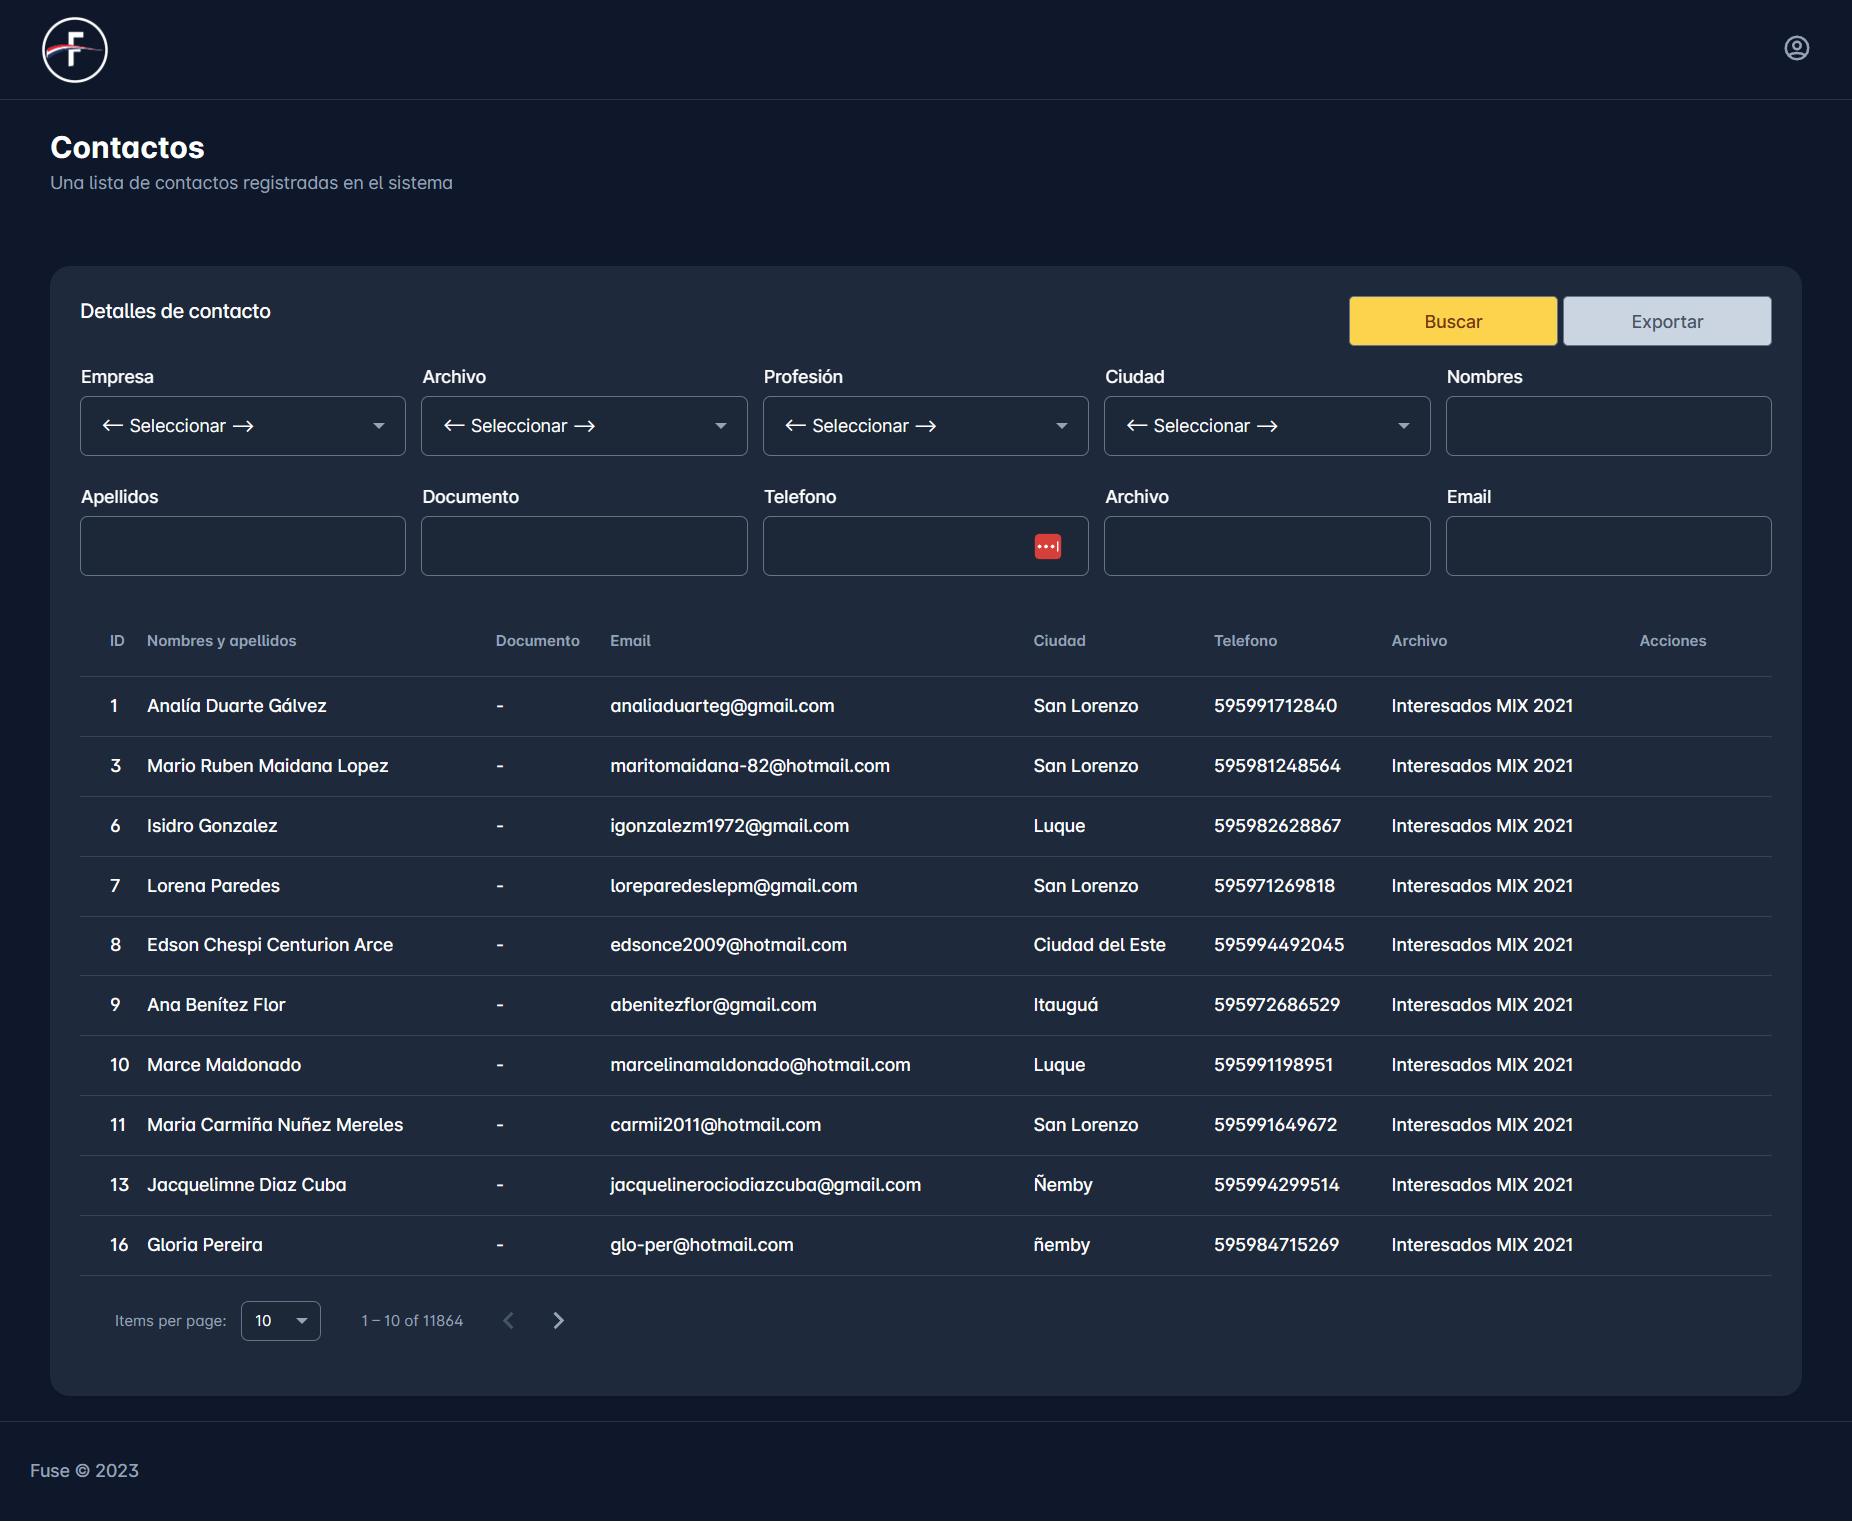 F
Contactos
Una lista de contactos registradas en el sistema
Detalles de contacto
Buscar
Exportar
Empresa
Archivo
Profesión
Ciudad
Nombres
← Seleccionar →
← Seleccionar →
← Seleccionar →
← Seleccionar →
Apellidos
Documento
Telefono
Archivo
Email
ID Nombres y apellidos Documento Email Ciudad Telefono Archivo Acciones
1 Analía Duarte Gálvez - analiaduarteg@gmail.com San Lorenzo 595991712840 Interesados MIX 2021
3 Mario Ruben Maidana Lopez - maritomaidana-82@hotmail.com San Lorenzo 595981248564 Interesados MIX 2021
6 Isidro Gonzalez - igonzalezm1972@gmail.com Luque 595982628867 Interesados MIX 2021
7 Lorena Paredes - loreparedeslepm@gmail.com San Lorenzo 595971269818 Interesados MIX 2021
8 Edson Chespi Centurion Arce - edsonce2009@hotmail.com Ciudad del Este 595994492045 Interesados MIX 2021
9 Ana Benítez Flor - abenitezflor@gmail.com Itauguá 595972686529 Interesados MIX 2021
10 Marce Maldonado - marcelinamaldonado@hotmail.com Luque 595991198951 Interesados MIX 2021
11 Maria Carmiña Nuñez Mereles - carmii2011@hotmail.com San Lorenzo 595991649672 Interesados MIX 2021
13 Jacquelimne Diaz Cuba - jacquelinerociodiazcuba@gmail.com Ñemby 595994299514 Interesados MIX 2021
16 Gloria Pereira - glo-per@hotmail.com ñemby 595984715269 Interesados MIX 2021
Items per page: 10 1 – 10 of 11864
Fuse © 2023